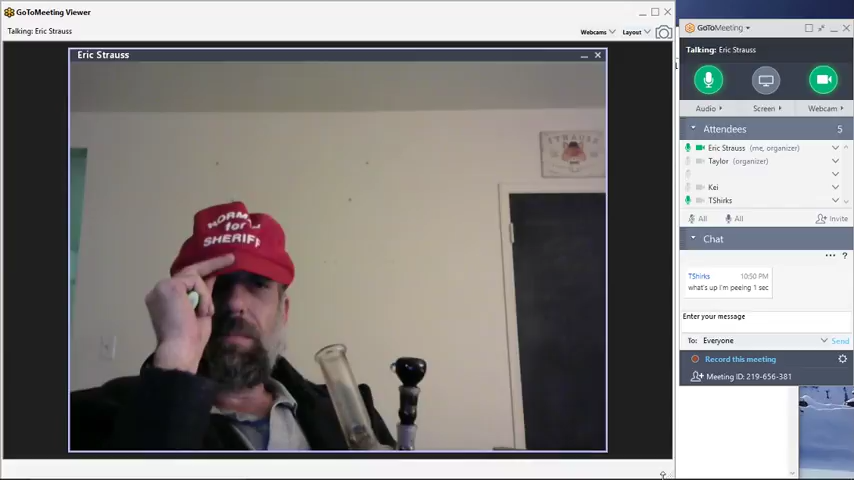 GoToMeeting Viewer
Talking: Eric Strauss
Webcams
Layout
Eric Strauss
STRAUSS
NORM
for
SHERIFF
GoToMeeting
Talking: Eric Strauss
Audio
Screen
Webcam
Attendees 5
Eric Strauss (me, organizer)
Taylor (organizer)
Kei
TShirks
All All Invite
Chat
... ?
TShirks 10:50 PM
what's up I'm peeing 1 sec
Enter your message
To: Everyone Send
Record this meeting
Meeting ID: 219-656-381